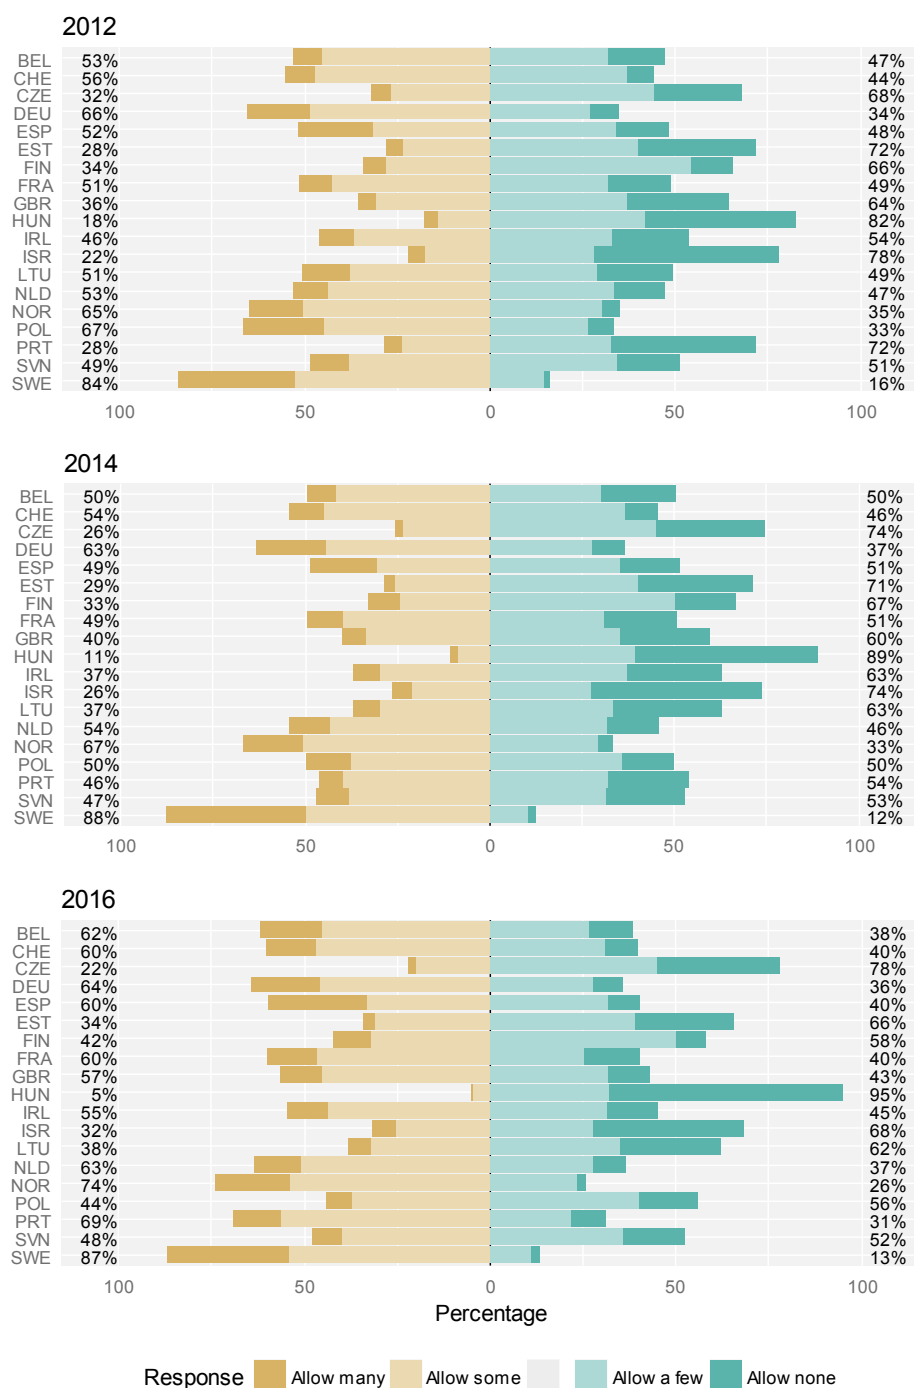 2012
BEL 53% 47%
CHE 56% 44%
CZE 32% 68%
DEU 66% 34%
ESP 52% 48%
EST 28% 72%
FIN 34% 66%
FRA 51% 49%
GBR 36% 64%
HUN 18% 82%
IRL 46% 54%
ISR 22% 78%
LTU 51% 49%
NLD 53% 47%
NOR 65% 35%
POL 67% 33%
PRT 28% 72%
SVN 49% 51%
SWE 84% 16%
100 50 0 50 100
2014
BEL 50% 50%
CHE 54% 46%
CZE 26% 74%
DEU 63% 37%
ESP 49% 51%
EST 29% 71%
FIN 33% 67%
FRA 49% 51%
GBR 40% 60%
HUN 11% 89%
IRL 37% 63%
ISR 26% 74%
LTU 37% 63%
NLD 54% 46%
NOR 67% 33%
POL 50% 50%
PRT 46% 54%
SVN 47% 53%
SWE 88% 12%
100 50 0 50 100
2016
BEL 62% 38%
CHE 60% 40%
CZE 22% 78%
DEU 64% 36%
ESP 60% 40%
EST 34% 66%
FIN 42% 58%
FRA 60% 40%
GBR 57% 43%
HUN 5% 95%
IRL 55% 45%
ISR 32% 68%
LTU 38% 62%
NLD 63% 37%
NOR 74% 26%
POL 44% 56%
PRT 69% 31%
SVN 48% 52%
SWE 87% 13%
100 50 0 50 100
Percentage
Response Allow many Allow some Allow a few Allow none